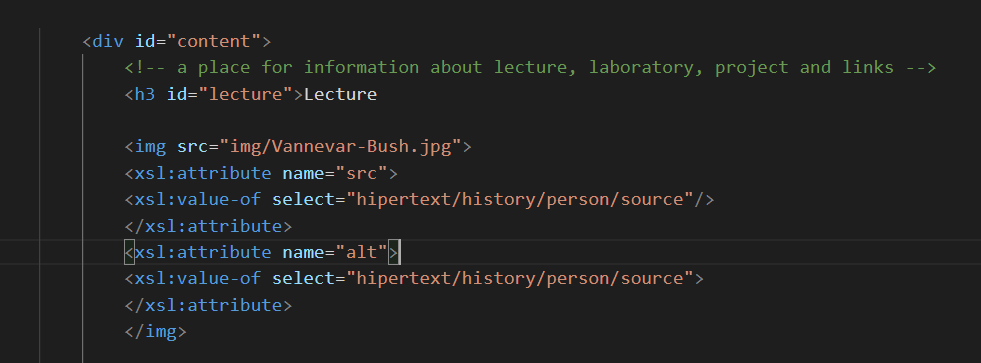 <div id="content">
<!-- a place for information about lecture, laboratory, project and links -->
<h3 id="lecture">Lecture
<img src="img/Vannevar-Bush.jpg">
<xsl:attribute name="src">
<xsl:value-of select="hipertext/history/person/source"/>
</xsl:attribute>
<xsl:attribute name="alt">
<xsl:value-of select="hipertext/history/person/source">
</xsl:attribute>
</img>